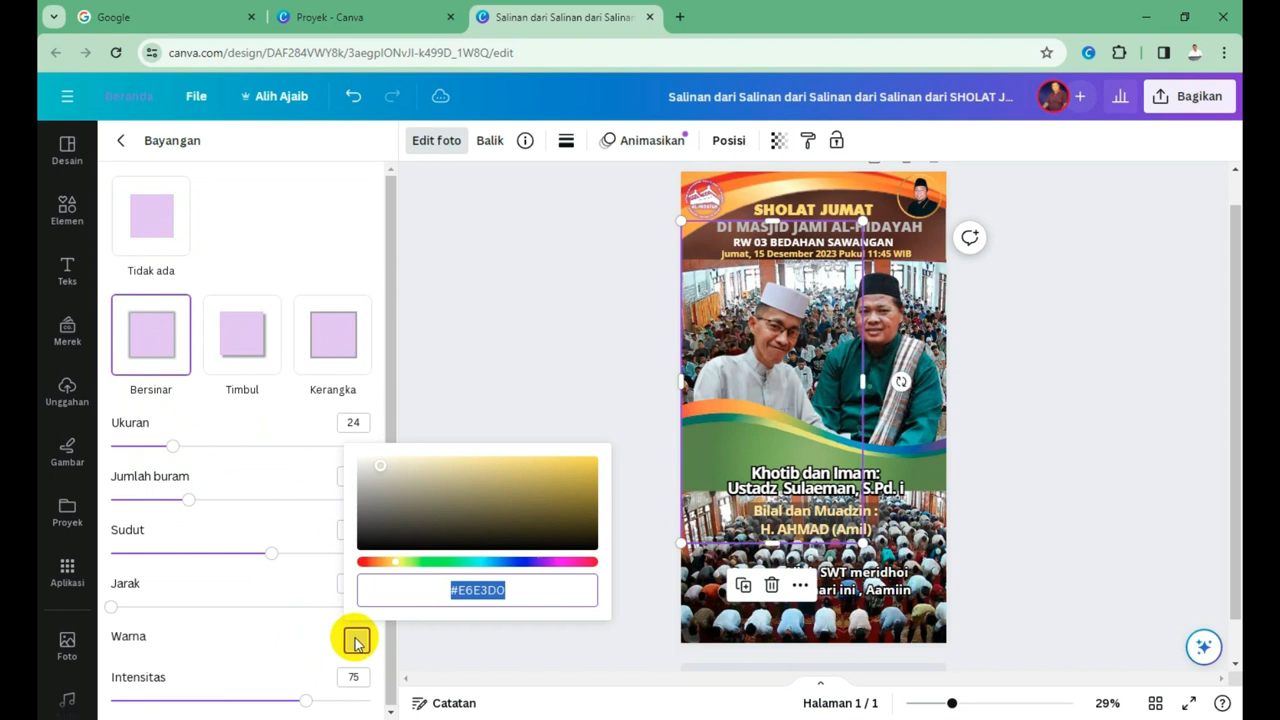 Google
Proyek - Canva
Salinan dari Salinan dari Salinan
canva.com/design/DAF284VWY8k/3aegpIONvJI-k499D_1W8Q/edit
Beranda
File
Alih Ajaib
Salinan dari Salinan dari Salinan dari Salinan dari SHOLAT J...
Bagikan
Desain
Elemen
Teks
Merek
Unggahan
Gambar
Proyek
Aplikasi
Foto
Bayangan
Tidak ada
Bersinar
Timbul
Kerangka
Ukuran
24
Jumlah buram
Sudut
Jarak
Warna
Intensitas
75
#E6E3D0
Edit foto
Balik
Animasikan
Posisi
SHOLAT JUMAT
DI MASJID JAMI AL-HIDAYAH
RW 03 BEDAHAN SAWANGAN
Jumat, 15 Desember 2023 Pukul 11:45 WIB
Khotib dan Imam:
Ustadz Sulaeman, S.Pd. i
Bilal dan Muadzin :
H. AHMAD (Amil)
SWT meridhoi
ari ini , Aamiin
Catatan
Halaman 1 / 1
29%